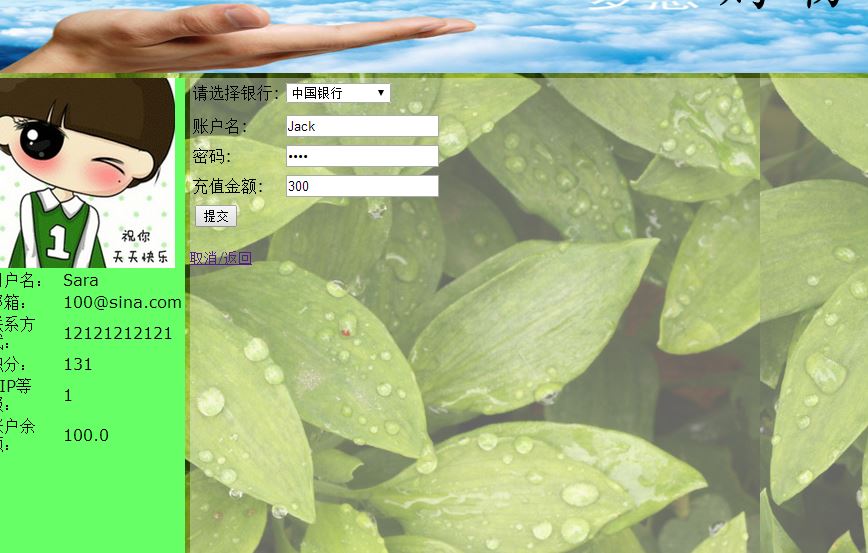 请选择银行： 中国银行
账户名： Jack
密码： ••••
充值金额： 300
提交
取消/返回
祝你
天天快乐
户名： Sara
箱： 100@sina.com
系方 12121212121
分： 131
IP等 1
户余 100.0